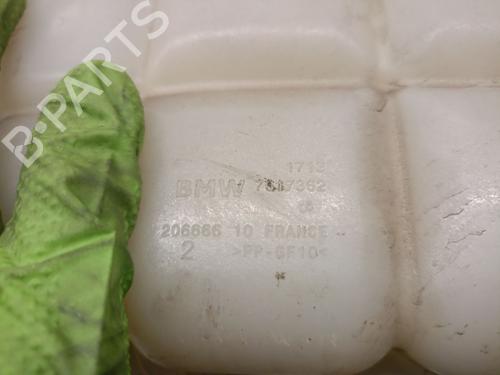 B-PARTS
1713
BMW 7617362
206666 10 FRANCE
2 >PP-GF10<